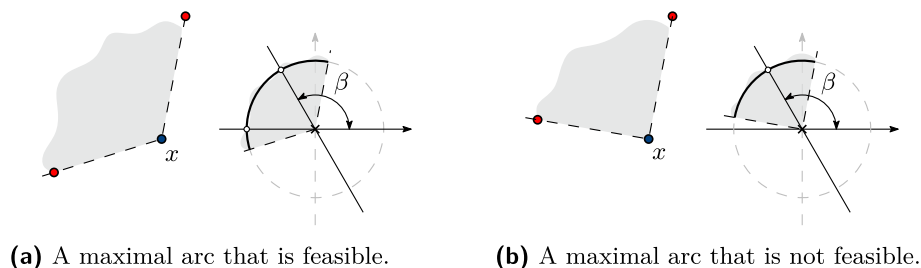 β
β
x
x
(a) A maximal arc that is feasible.
(b) A maximal arc that is not feasible.